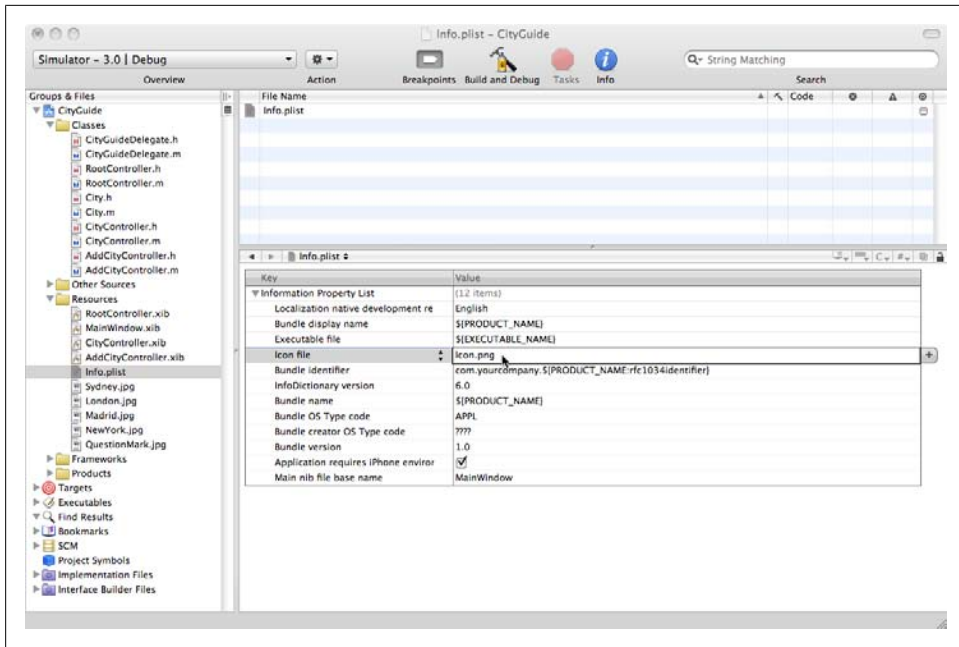 Info.plist – CityGuide
Simulator – 3.0 | Debug
String Matching
Overview
Action
Breakpoints
Build and Debug
Tasks
Info
Search
Groups & Files
CityGuide
Classes
CityGuideDelegate.h
CityGuideDelegate.m
RootController.h
RootController.m
City.h
City.m
CityController.h
CityController.m
AddCityController.h
AddCityController.m
Other Sources
Resources
RootController.xib
MainWindow.xib
CityController.xib
AddCityController.xib
Info.plist
Sydney.jpg
London.jpg
Madrid.jpg
NewYork.jpg
QuestionMark.jpg
Frameworks
Products
Targets
Executables
Find Results
Bookmarks
SCM
Project Symbols
Implementation Files
Interface Builder Files
File Name Code
Info.plist
Info.plist C #
Key Value
Information Property List (12 items)
Localization native development re English
Bundle display name ${PRODUCT_NAME}
Executable file ${EXECUTABLE_NAME}
Icon file icon.png
Bundle identifier com.yourcompany.${PRODUCT_NAME:rfc1034identifier}
InfoDictionary version 6.0
Bundle name ${PRODUCT_NAME}
Bundle OS Type code APPL
Bundle creator OS Type code ????
Bundle version 1.0
Application requires iPhone enviror
Main nib file base name MainWindow